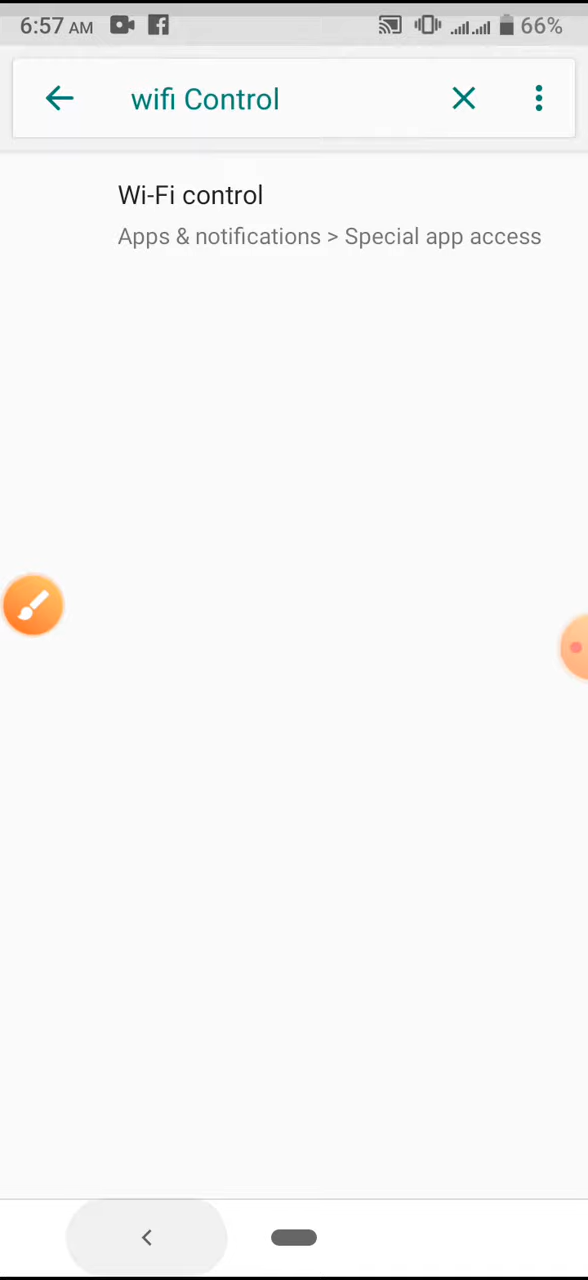 6:57 AM 66%
wifi Control
Wi-Fi control
Apps & notifications > Special app access